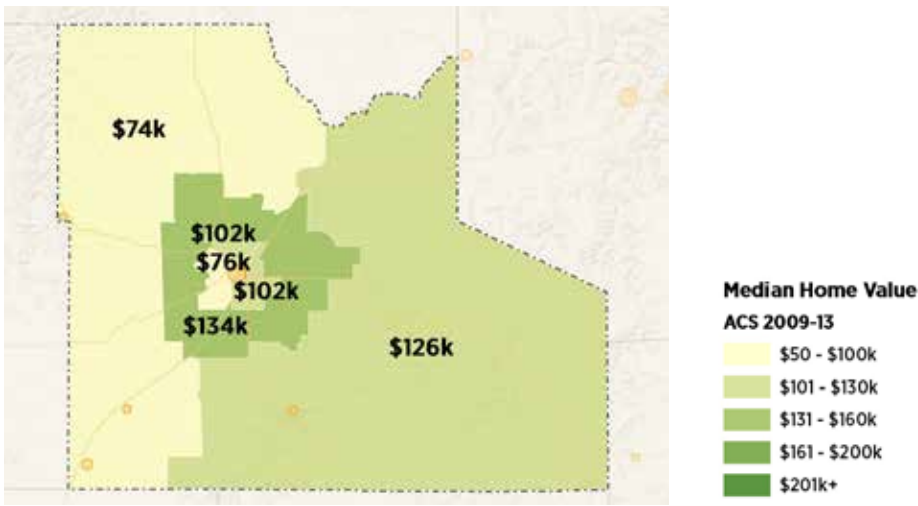 $74k
$102k
$76k
$102k
$134k
$126k
Median Home Value
ACS 2009-13
$50 - $100k
$101 - $130k
$131 - $160k
$161 - $200k
$201k+